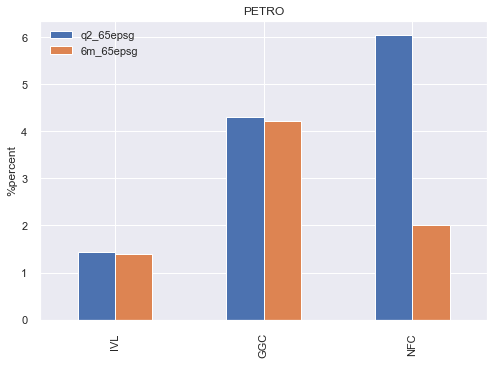 PETRO
q2_65epsg
6m_65epsg
%percent
6
5
4
3
2
1
0
IVL
GGC
NFC